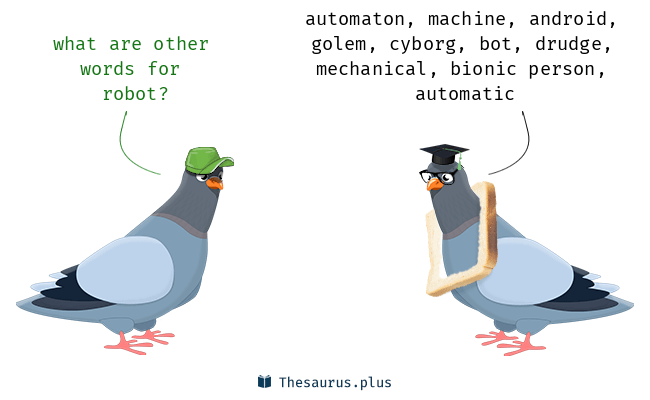 what are other
words for
robot?
automaton, machine, android,
golem, cyborg, bot, drudge,
mechanical, bionic person,
automatic
Thesaurus.plus